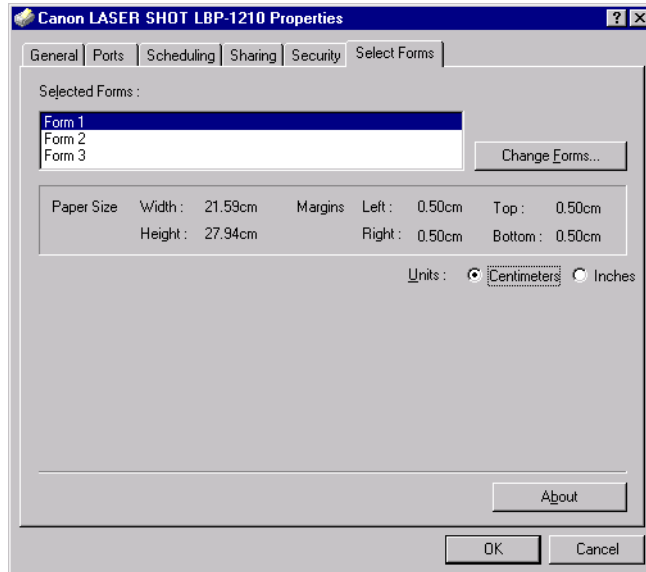 Canon LASER SHOT LBP-1210 Properties
General Ports Scheduling Sharing Security Select Forms
Selected Forms :
Form 1
Form 2
Form 3
Change Forms...
Paper Size Width : 21.59cm Margins Left : 0.50cm Top : 0.50cm
Height : 27.94cm Right : 0.50cm Bottom : 0.50cm
Units : Centimeters Inches
About
OK Cancel